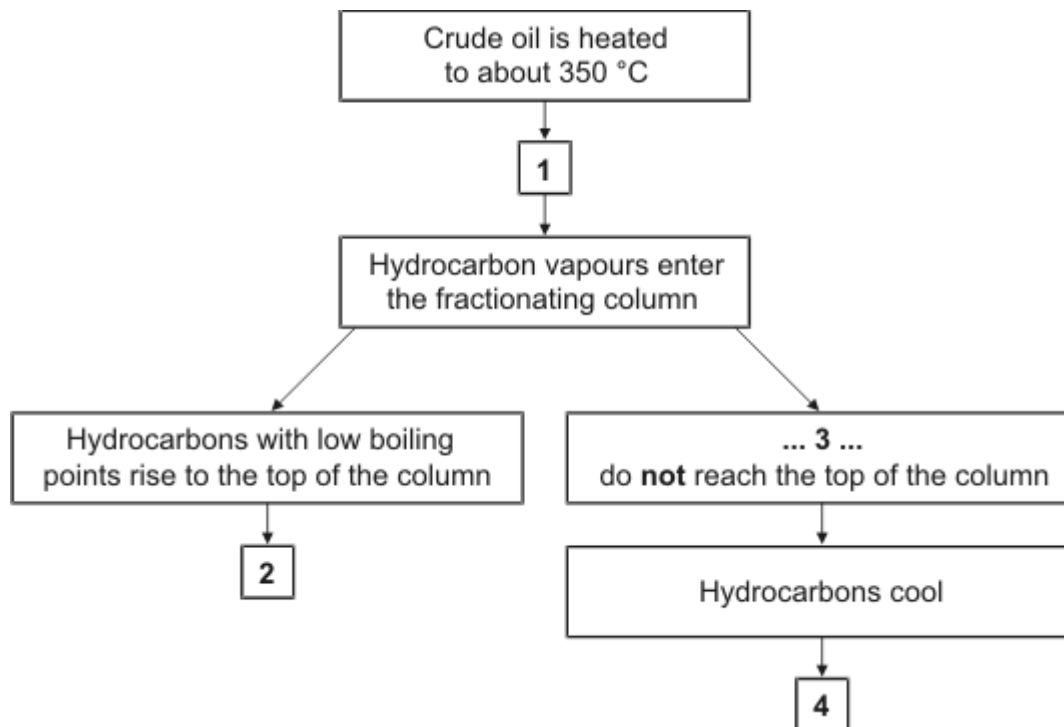 Crude oil is heated
to about 350 °C
1
Hydrocarbon vapours enter
the fractionating column
Hydrocarbons with low boiling
points rise to the top of the column
... 3 ...
do not reach the top of the column
2
Hydrocarbons cool
4